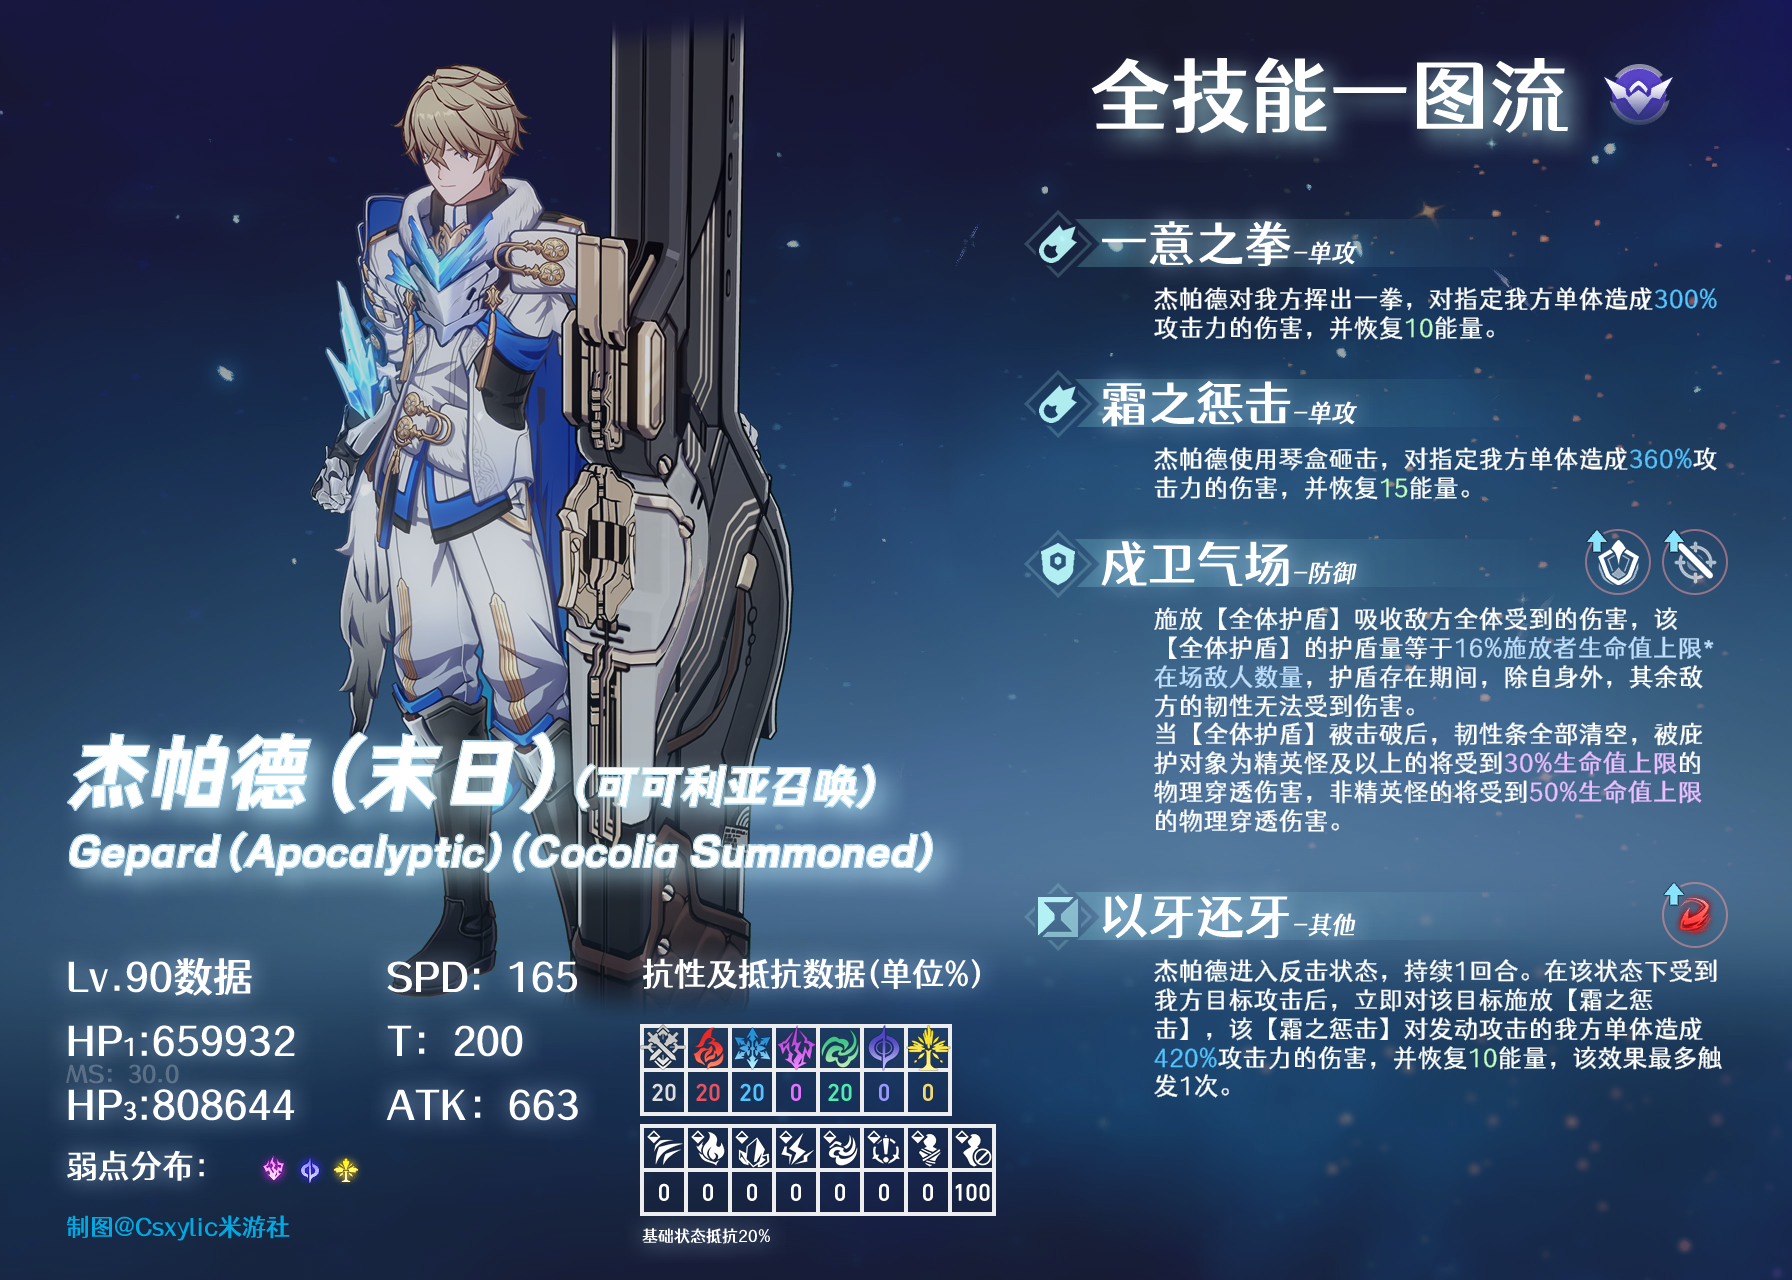 全技能一图流
一意之拳-单攻
杰帕德对我方挥出一拳，对指定我方单体造成300%
攻击力的伤害，并恢复10能量。
霜之惩击-单攻
杰帕德使用琴盒砸击，对指定我方单体造成360%攻
击力的伤害，并恢复15能量。
戍卫气场-防御
施放【全体护盾】吸收敌方全体受到的伤害，该
【全体护盾】的护盾量等于16%施放者生命值上限*
在场敌人数量，护盾存在期间，除自身外，其余敌
方的韧性无法受到伤害。
当【全体护盾】被击破后，韧性条全部清空，被庇
护对象为精英怪及以上的将受到30%生命值上限的
物理穿透伤害，非精英怪的将受到50%生命值上限
的物理穿透伤害。
以牙还牙-其他
杰帕德进入反击状态，持续1回合。在该状态下受到
我方目标攻击后，立即对该目标施放【霜之惩
击】，该【霜之惩击】对发动攻击的我方单体造成
420%攻击力的伤害，并恢复10能量，该效果最多触
发1次。
杰帕德（末日）（可可利亚召唤）
Gepard (Apocalyptic) (Cocolia Summoned)
Lv.90数据
SPD：165
HP1:659932
T：200
MS：30.0
HP3:808644
ATK：663
弱点分布：
制图@Csxylic米游社
抗性及抵抗数据(单位%)
20 20 20 0 20 0 0
0 0 0 0 0 0 0 100
基础状态抵抗20%